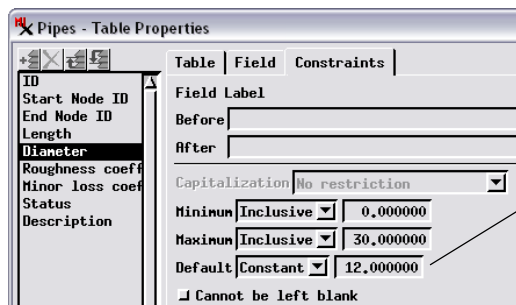 Pipes - Table Properties
Table Field Constraints
ID
Start Node ID
End Node ID
Length
Diameter
Roughness coeff
Minor loss coef
Status
Description
Field Label
Before
After
Capitalization No restriction
Minimum Inclusive 0.000000
Maximum Inclusive 30.000000
Default Constant 12.000000
Cannot be left blank